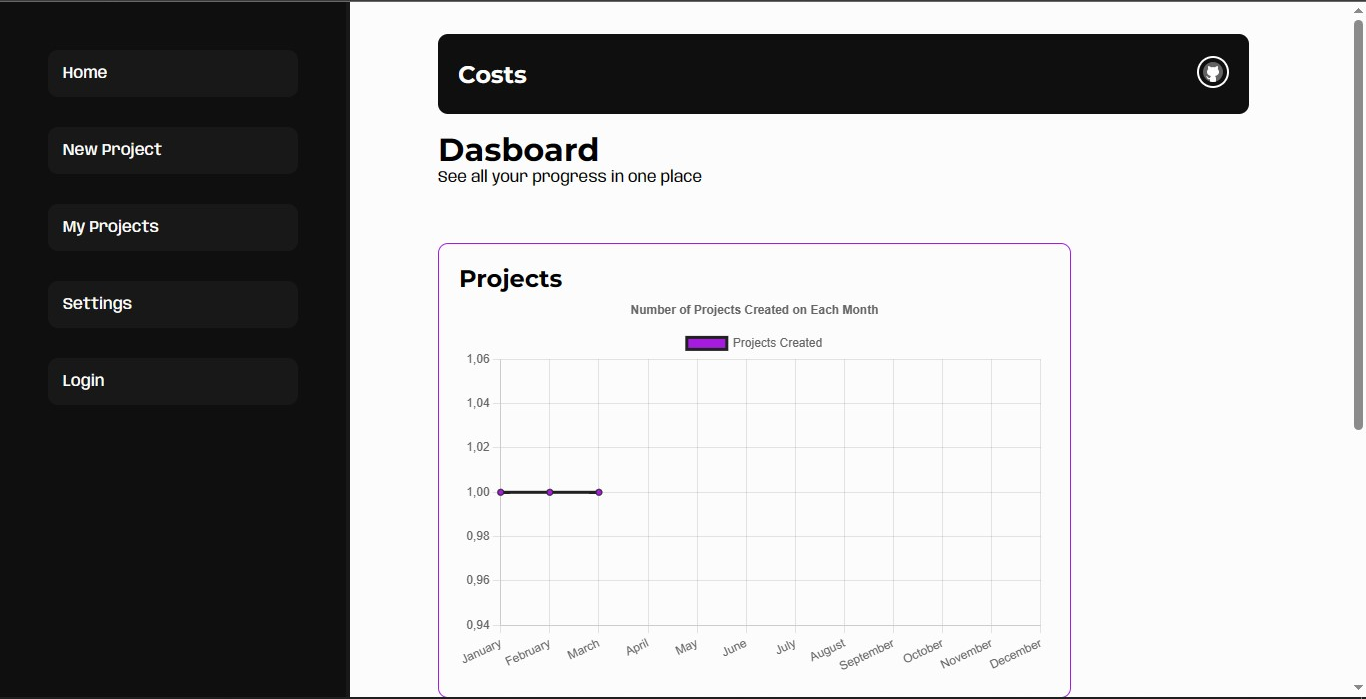 Home
New Project
My Projects
Settings
Login
Costs
Dasboard
See all your progress in one place
Projects
Number of Projects Created on Each Month
Projects Created
1,06
1,04
1,02
1,00
0,98
0,96
0,94
January
February
March
April
May
June
July
August
September
October
November
December